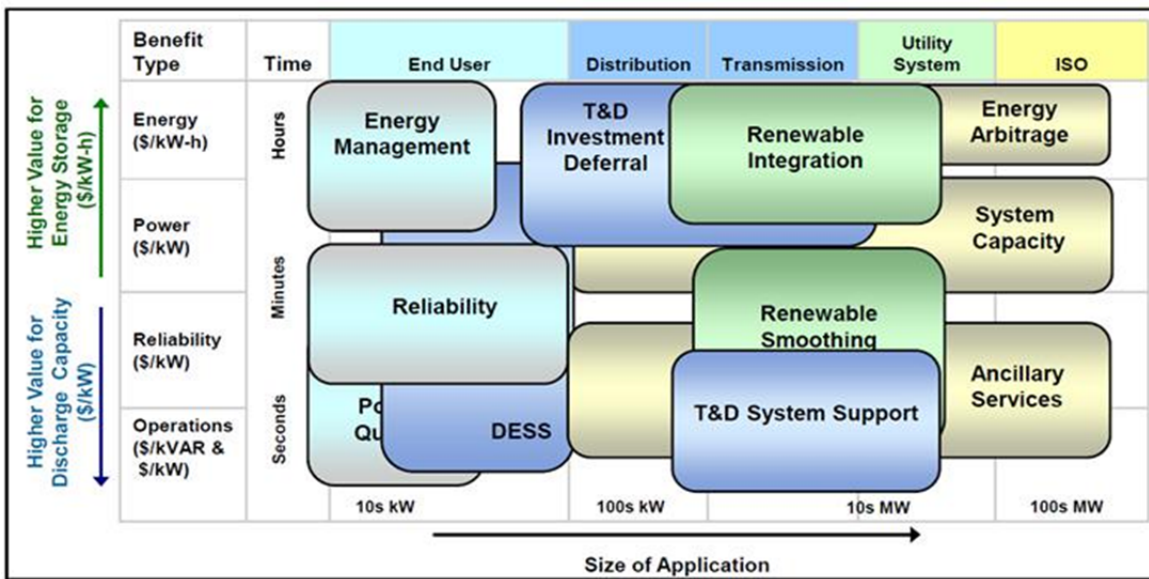 Benefit
Type
Time
End User
Distribution
Transmission
Utility
System
ISO
Higher Value for
Energy Storage
($/kW-h)
Higher Value for
Discharge Capacity
($/kW)
Energy
($/kW-h)
Power
($/kW)
Reliability
($/kW)
Operations
($/kVAR &
$/kW)
Hours
Minutes
Seconds
Energy
Management
T&D
Investment
Deferral
Renewable
Integration
Energy
Arbitrage
System
Capacity
Reliability
Renewable
Smoothing
Ancillary
Services
T&D System Support
DESS
10s kW
100s kW
10s MW
100s MW
Size of Application